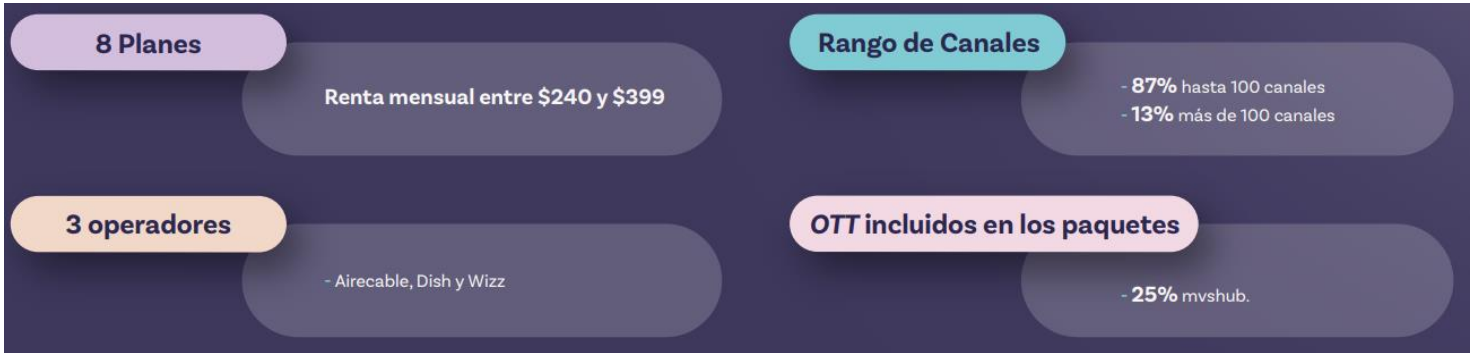 8 Planes
Renta mensual entre $240 y $399
Rango de Canales
- 87% hasta 100 canales
- 13% más de 100 canales
3 operadores
- Airecable, Dish y Wizz
OTT incluidos en los paquetes
- 25% mvshub.